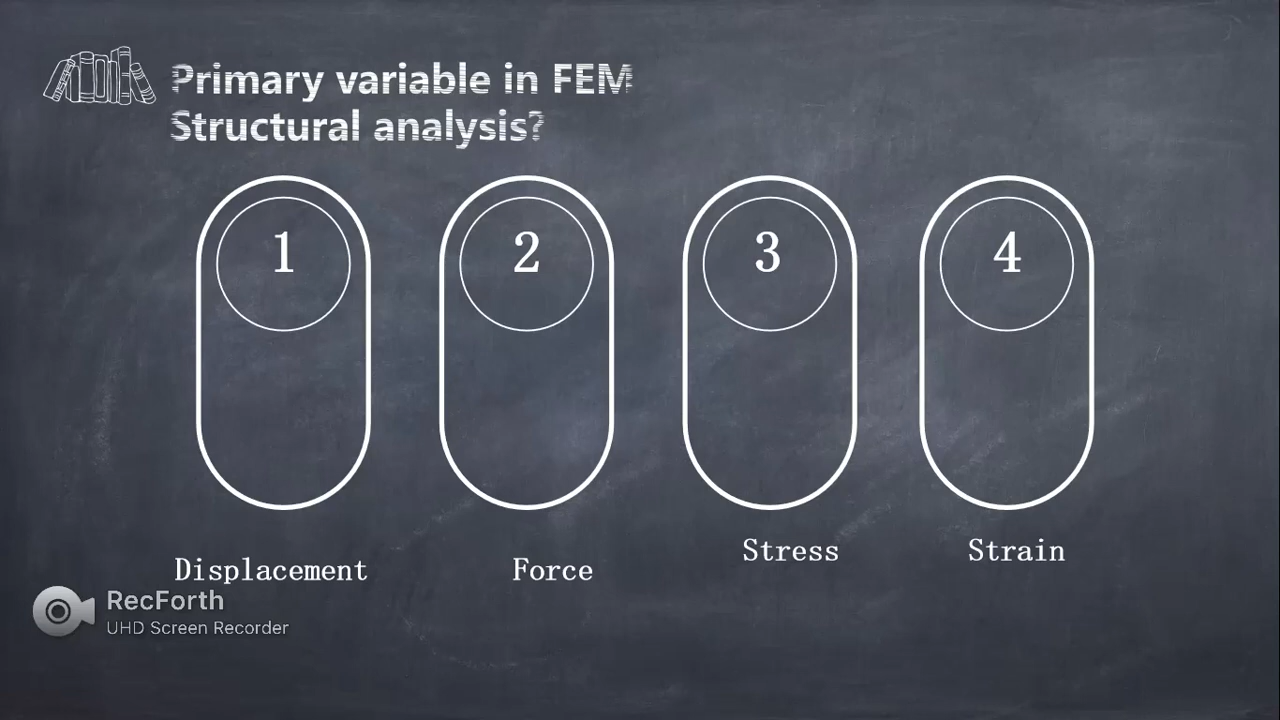 Primary variable in FEM
Structural analysis?
1
2
3
4
Displacement
Force
Stress
Strain
RecForth
UHD Screen Recorder